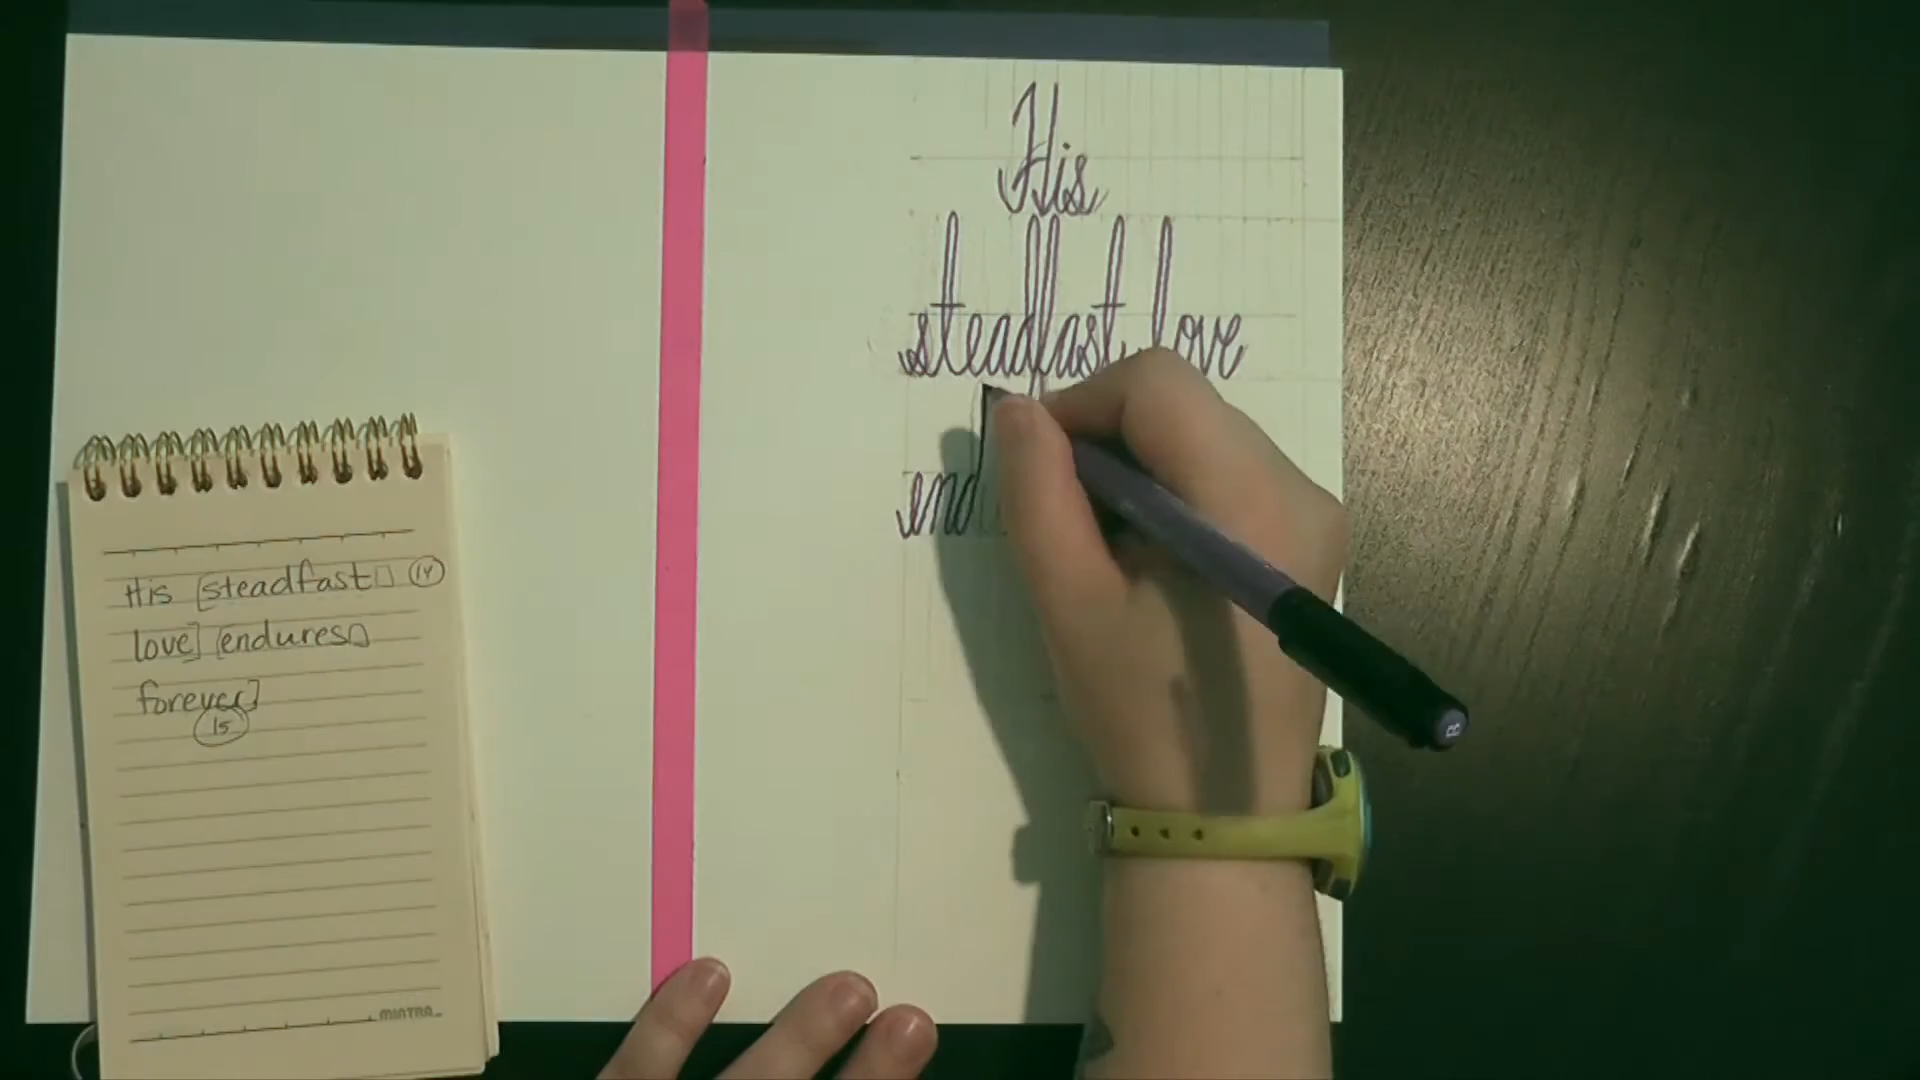 His
steadfast love
end
His [steadfast▯ 14
love] [endures▯
forever]
15
MINTRA
B